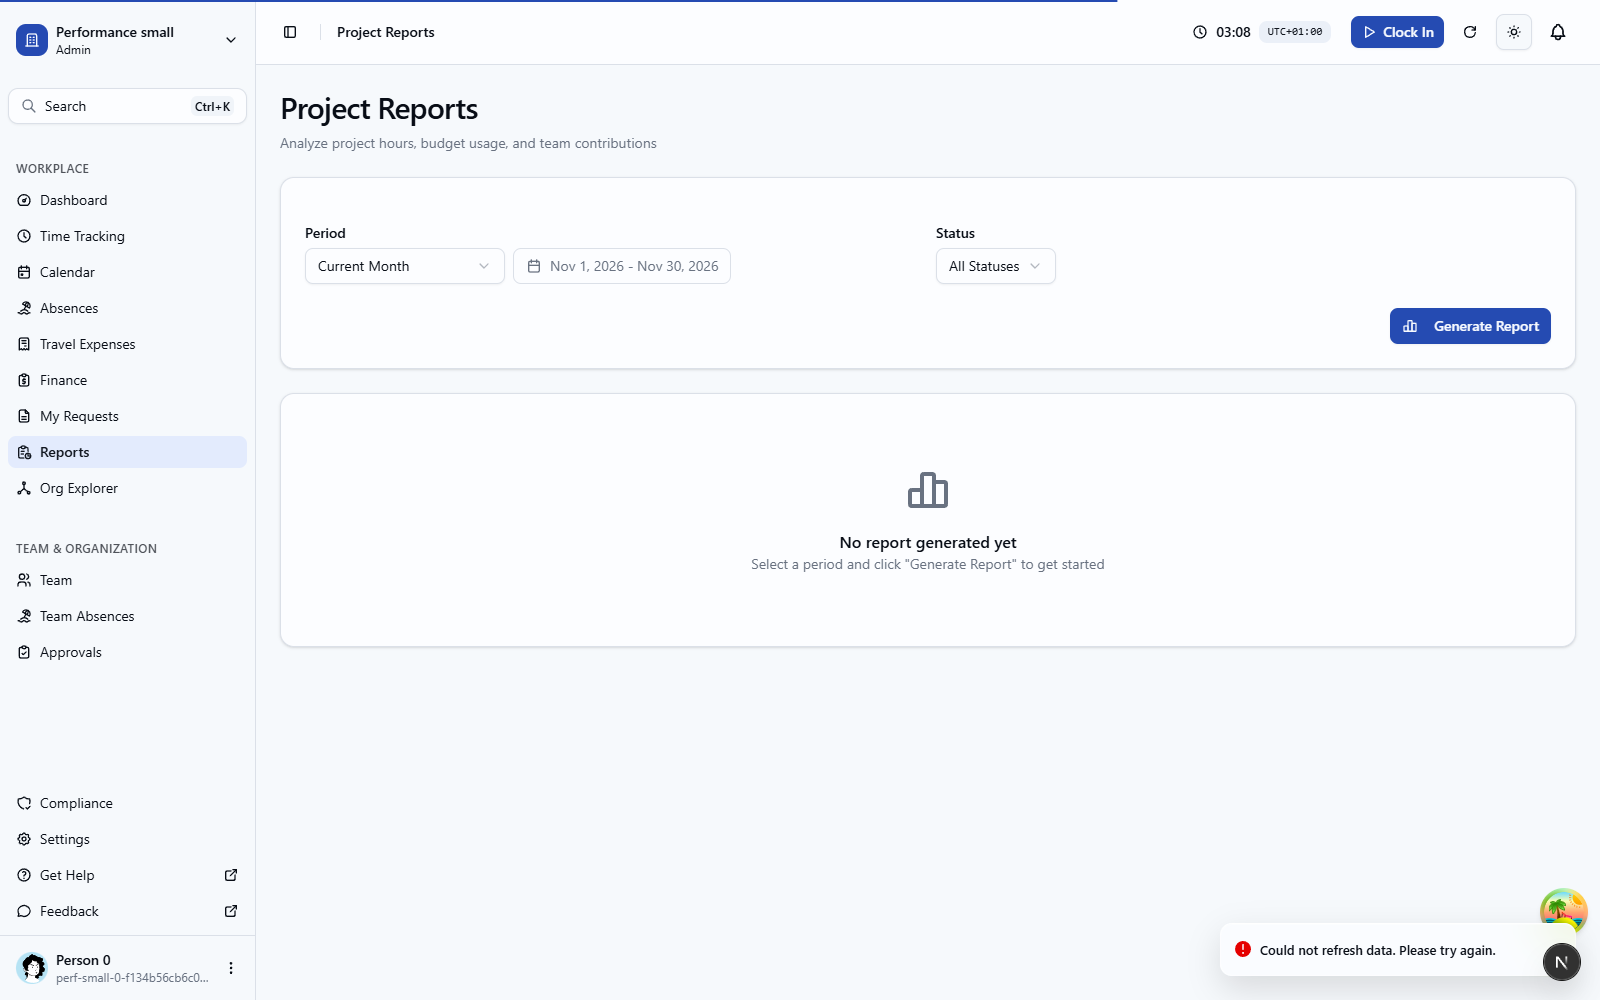 Performance small
Admin
Search
Ctrl+K
WORKPLACE
Dashboard
Time Tracking
Calendar
Absences
Travel Expenses
Finance
My Requests
Reports
Org Explorer
TEAM & ORGANIZATION
Team
Team Absences
Approvals
Compliance
Settings
Get Help
Feedback
Person 0
perf-small-0-f134b56cb6c0...
Project Reports
03:08
UTC+01:00
Clock In
Project Reports
Analyze project hours, budget usage, and team contributions
Period
Current Month
Nov 1, 2026 - Nov 30, 2026
Status
All Statuses
Generate Report
No report generated yet
Select a period and click "Generate Report" to get started
Could not refresh data. Please try again.
N